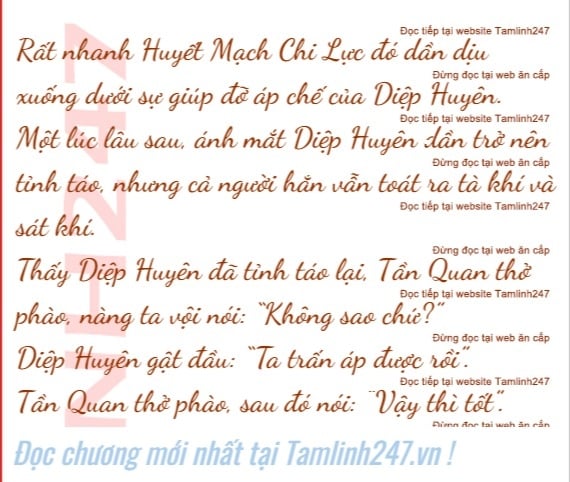 Đọc tiếp tại website Tamlinh247
Rất nhanh Huyết Mạch Chi Lực đó dần dịu
Đừng đọc tại web ăn cắp
xuống dưới sự giúp đỡ áp chế của Diệp Huyên.
Đọc tiếp tại website Tamlinh247
Một lúc lâu sau, ánh mắt Diệp Huyên dần trở nên
Đừng đọc tại web ăn cắp
tỉnh táo, nhưng cả người hắn vẫn toát ra tà khí và
Đọc tiếp tại website Tamlinh247
sát khí.
Đừng đọc tại web ăn cắp
Thấy Diệp Huyên đã tỉnh táo lại, Tần Quan thở
Đọc tiếp tại website Tamlinh247
phào, nàng ta vội nói: “Không sao chứ?”
Đừng đọc tại web ăn cắp
Diệp Huyên gật đầu: “Ta trấn áp được rồi”.
Đọc tiếp tại website Tamlinh247
Tần Quan thở phào, sau đó nói: “Vậy thì tốt”.
Đừng đọc tại web ăn cắp
NH247
Đọc chương mới nhất tại Tamlinh247.vn !